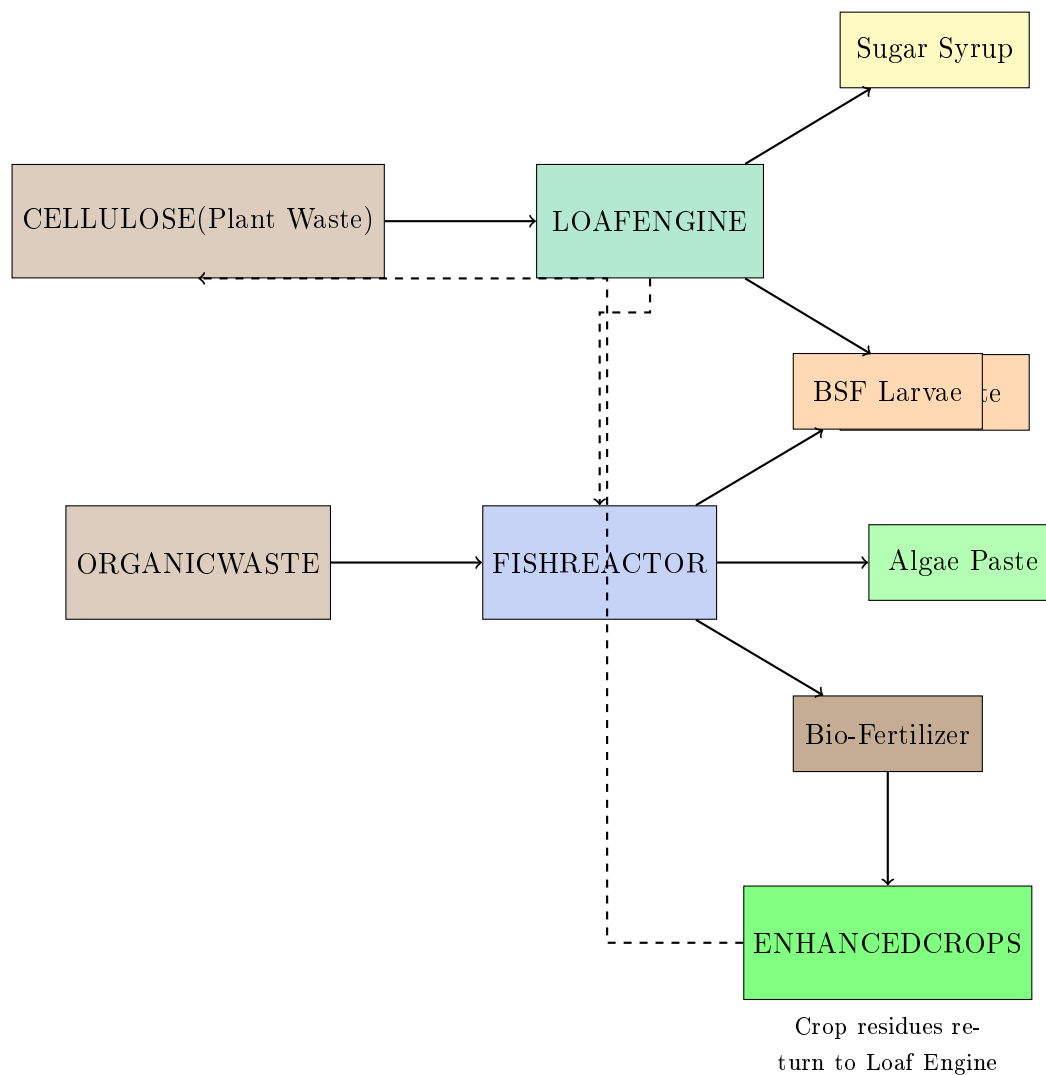 Sugar Syrup
CELLULOSE(Plant Waste)
LOAFENGINE
BSF Larvae
ORGANICWASTE
FISHREACTOR
Algae Paste
Bio-Fertilizer
ENHANCEDCROPS
Crop residues re-
turn to Loaf Engine